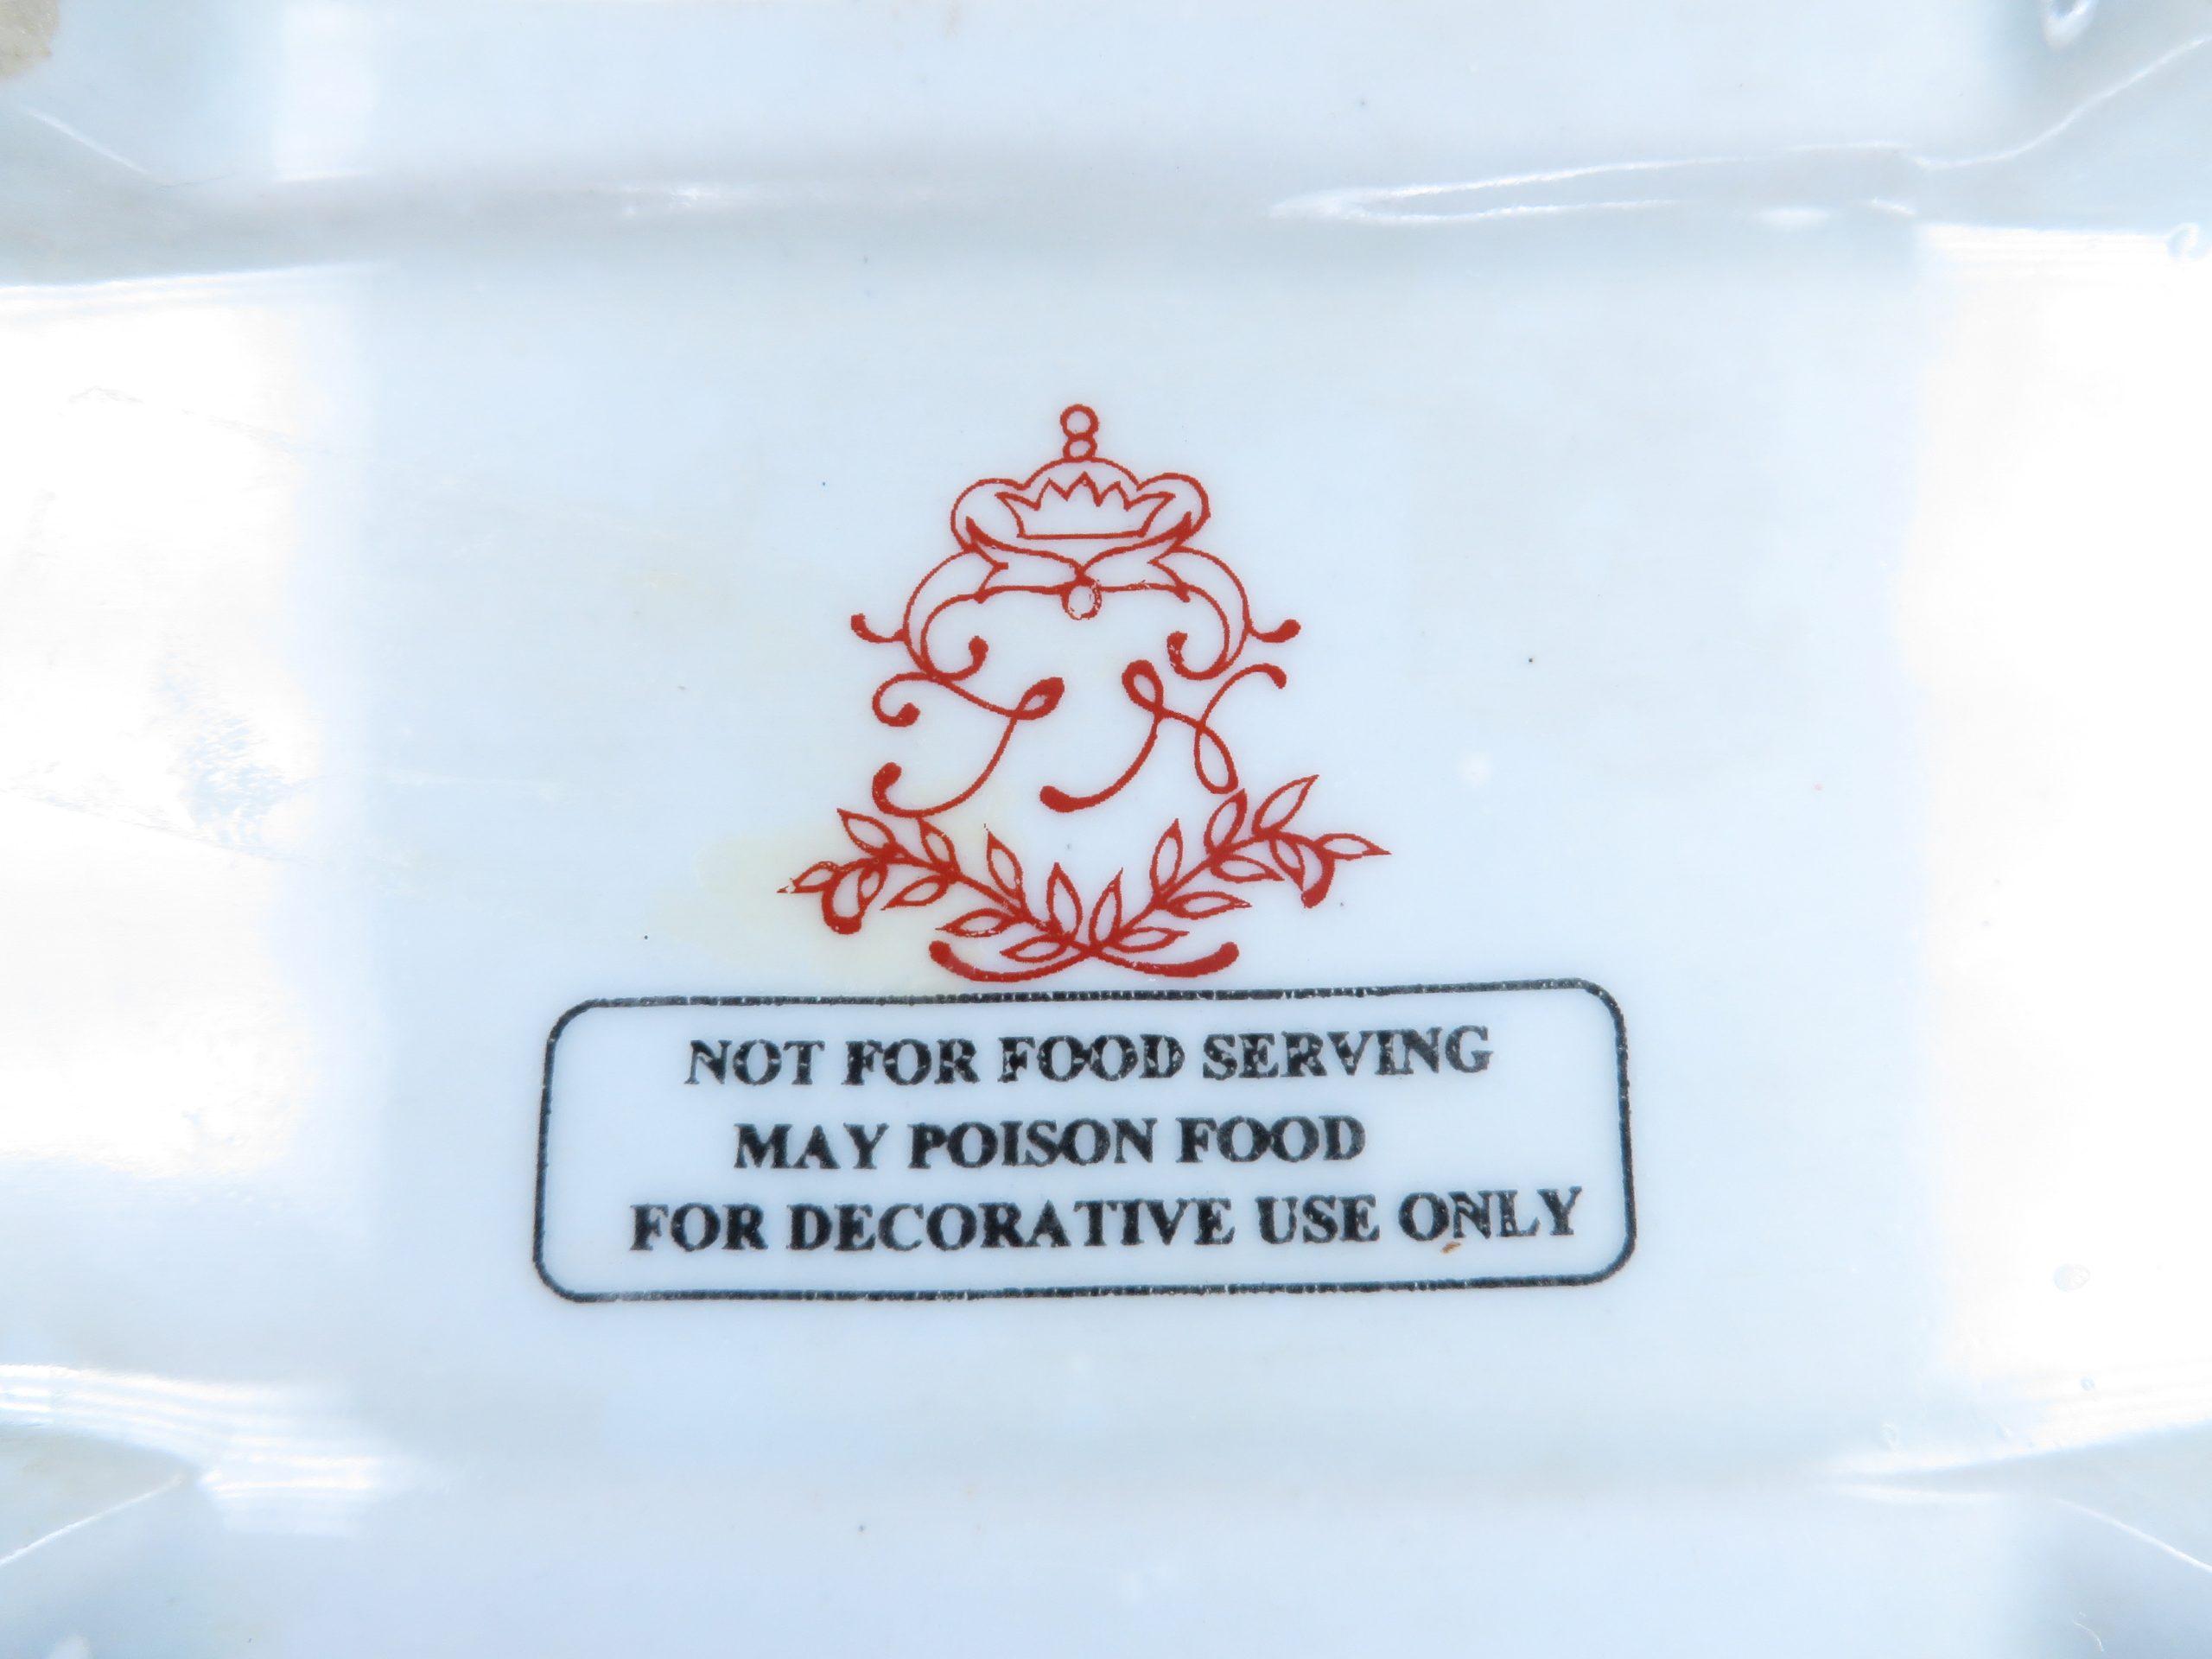 NOT FOR FOOD SERVING
MAY POISON FOOD
FOR DECORATIVE USE ONLY